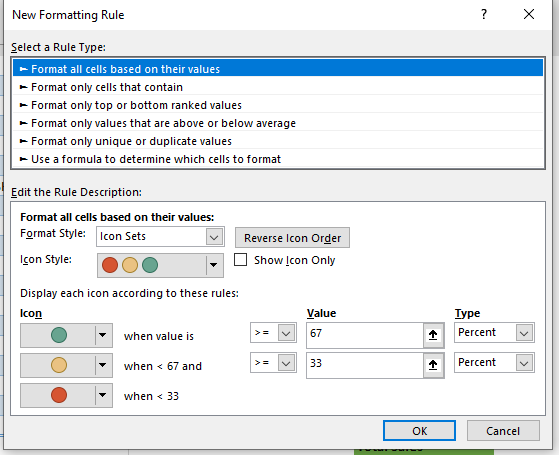 New Formatting Rule ? ×
Select a Rule Type:
► Format all cells based on their values
► Format only cells that contain
► Format only top or bottom ranked values
► Format only values that are above or below average
► Format only unique or duplicate values
► Use a formula to determine which cells to format
Edit the Rule Description:
Format all cells based on their values:
Format Style: Icon Sets Reverse Icon Order
Icon Style: Show Icon Only
Display each icon according to these rules:
Icon Value Type
when value is >= 67 Percent
when < 67 and >= 33 Percent
when < 33
OK Cancel
Total Sales